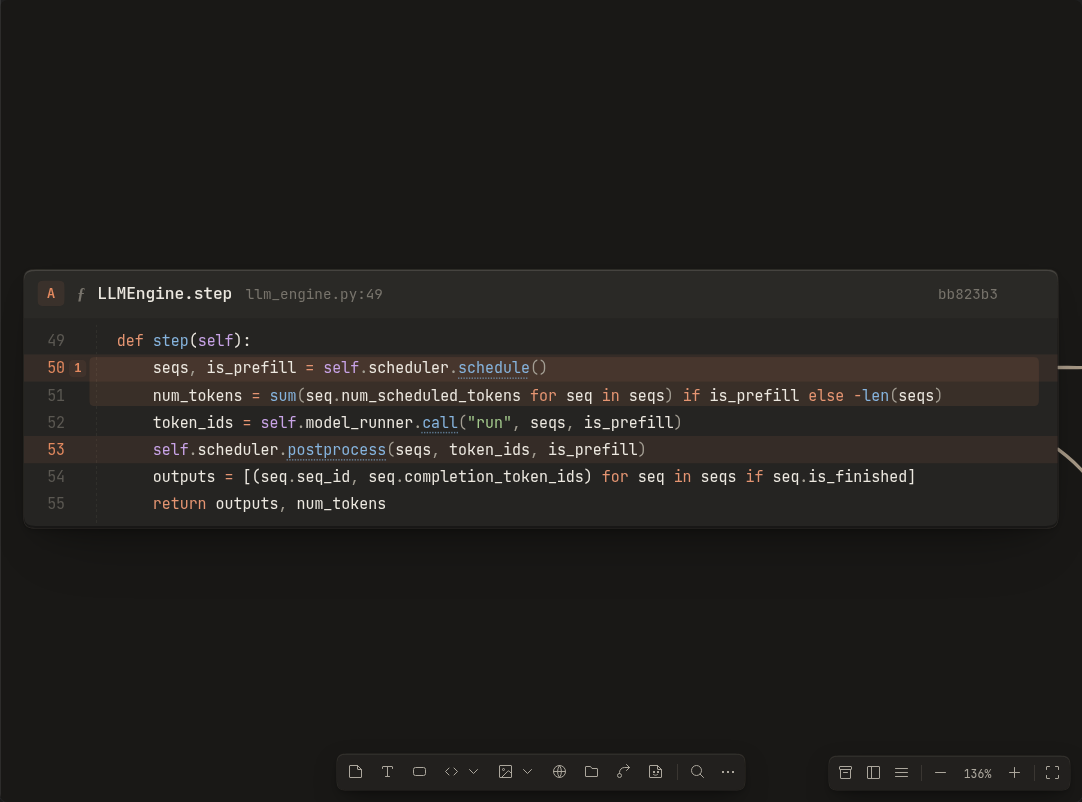 A ƒ LLMEngine.step llm_engine.py:49 bb823b3
49 def step(self):
50 1 seqs, is_prefill = self.scheduler.schedule()
51 num_tokens = sum(seq.num_scheduled_tokens for seq in seqs) if is_prefill else -len(seqs)
52 token_ids = self.model_runner.call("run", seqs, is_prefill)
53 self.scheduler.postprocess(seqs, token_ids, is_prefill)
54 outputs = [(seq.seq_id, seq.completion_token_ids) for seq in seqs if seq.is_finished]
55 return outputs, num_tokens
136%